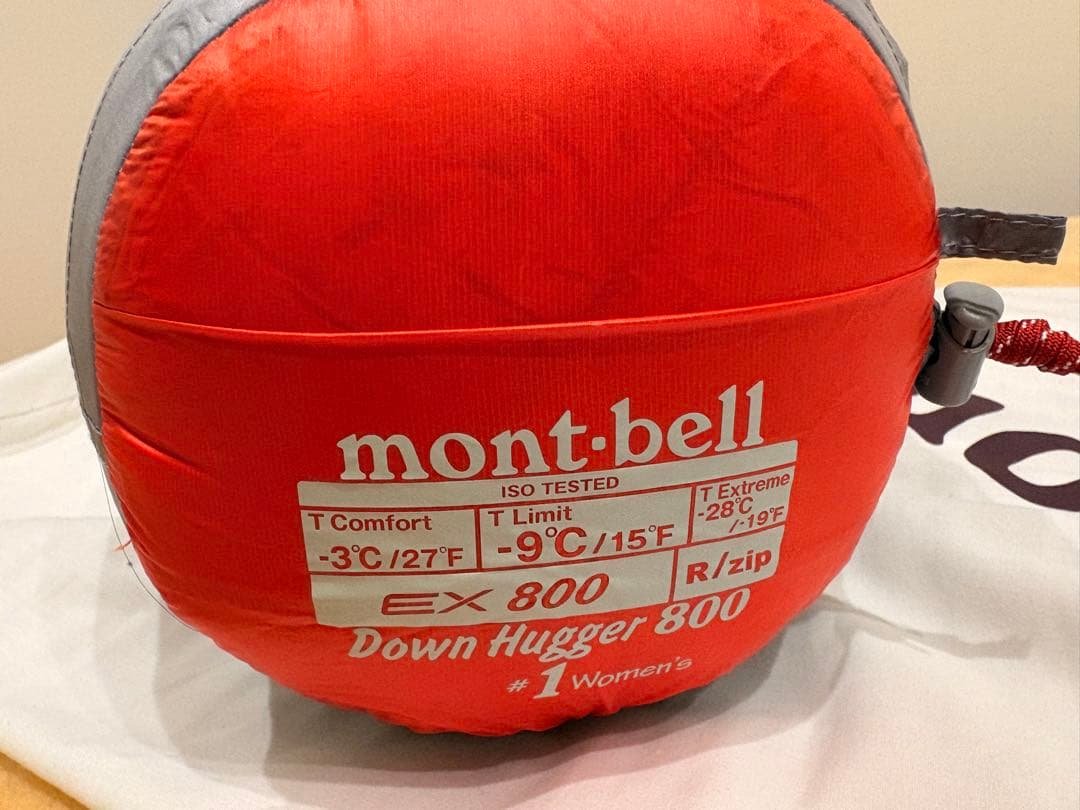 mont-bell
ISO TESTED
T Comfort
-3℃/27°F
T Limit
-9℃/15°F
T Extreme
-28℃
/-19°F
EX 800
R/zip
Down Hugger 800
#1 Women's